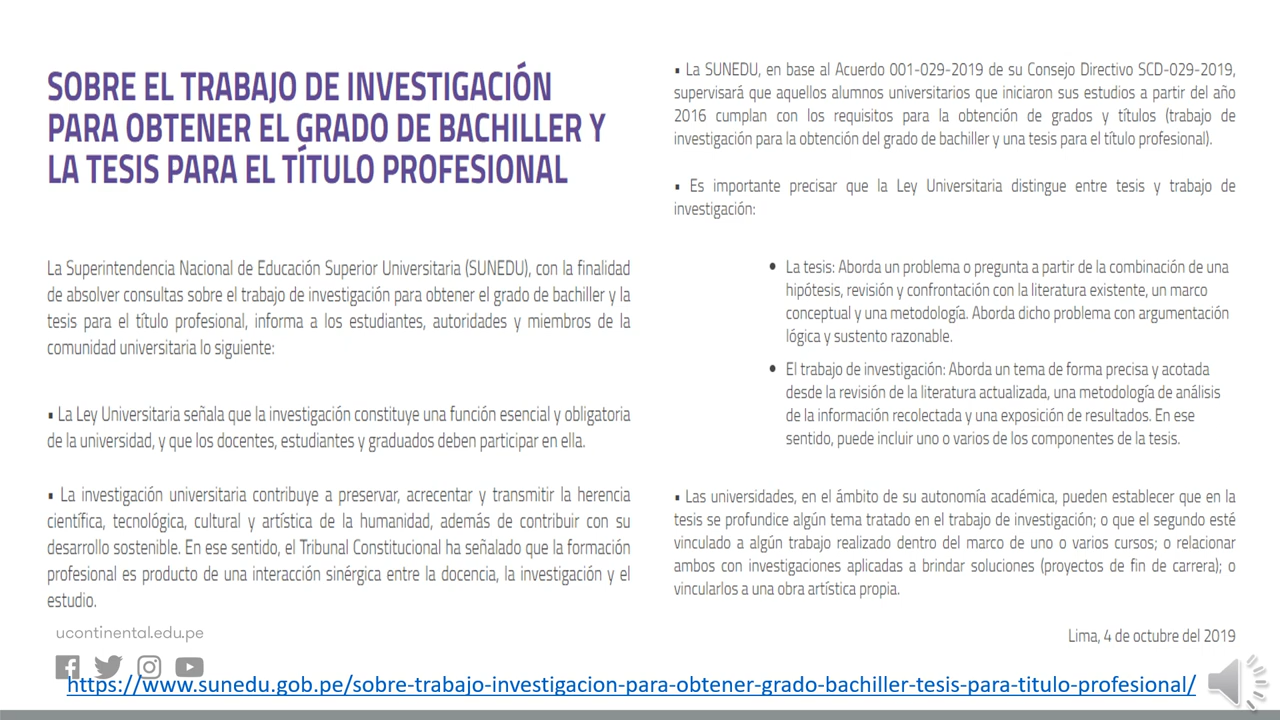 SOBRE EL TRABAJO DE INVESTIGACIÓN
PARA OBTENER EL GRADO DE BACHILLER Y
LA TESIS PARA EL TÍTULO PROFESIONAL
La Superintendencia Nacional de Educación Superior Universitaria (SUNEDU), con la finalidad
de absolver consultas sobre el trabajo de investigación para obtener el grado de bachiller y la
tesis para el título profesional, informa a los estudiantes, autoridades y miembros de la
comunidad universitaria lo siguiente:
▪ La Ley Universitaria señala que la investigación constituye una función esencial y obligatoria
de la universidad, y que los docentes, estudiantes y graduados deben participar en ella.
▪ La investigación universitaria contribuye a preservar, acrecentar y transmitir la herencia
científica, tecnológica, cultural y artística de la humanidad, además de contribuir con su
desarrollo sostenible. En ese sentido, el Tribunal Constitucional ha señalado que la formación
profesional es producto de una interacción sinérgica entre la docencia, la investigación y el
estudio.
▪ La SUNEDU, en base al Acuerdo 001-029-2019 de su Consejo Directivo SCD-029-2019,
supervisará que aquellos alumnos universitarios que iniciaron sus estudios a partir del año
2016 cumplan con los requisitos para la obtención de grados y títulos (trabajo de
investigación para la obtención del grado de bachiller y una tesis para el título profesional).
▪ Es importante precisar que la Ley Universitaria distingue entre tesis y trabajo de
investigación:
• La tesis: Aborda un problema o pregunta a partir de la combinación de una
hipótesis, revisión y confrontación con la literatura existente, un marco
conceptual y una metodología. Aborda dicho problema con argumentación
lógica y sustento razonable.
• El trabajo de investigación: Aborda un tema de forma precisa y acotada
desde la revisión de la literatura actualizada, una metodología de análisis
de la información recolectada y una exposición de resultados. En ese
sentido, puede incluir uno o varios de los componentes de la tesis.
▪ Las universidades, en el ámbito de su autonomía académica, pueden establecer que en la
tesis se profundice algún tema tratado en el trabajo de investigación; o que el segundo esté
vinculado a algún trabajo realizado dentro del marco de uno o varios cursos; o relacionar
ambos con investigaciones aplicadas a brindar soluciones (proyectos de fin de carrera); o
vincularlos a una obra artística propia.
Lima, 4 de octubre del 2019
ucontinental.edu.pe
https://www.sunedu.gob.pe/sobre-trabajo-investigacion-para-obtener-grado-bachiller-tesis-para-titulo-profesional/